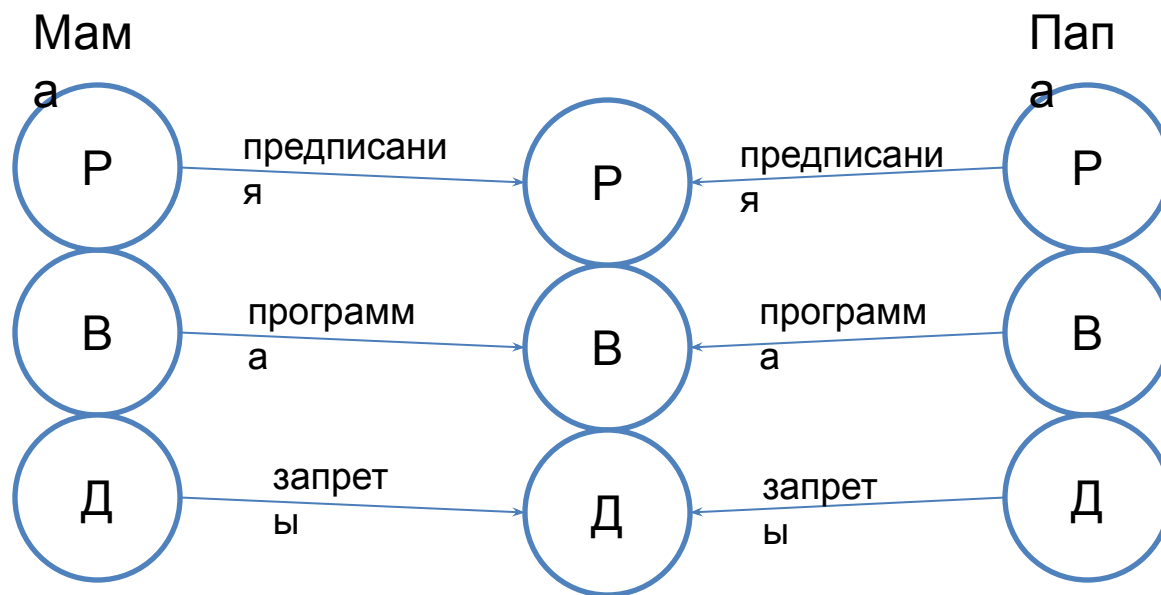 Мам
а
Пап
а
Р
предписани
я
Р
предписани
я
Р
В
программ
а
В
программ
а
В
Д
запрет
ы
Д
запрет
ы
Д